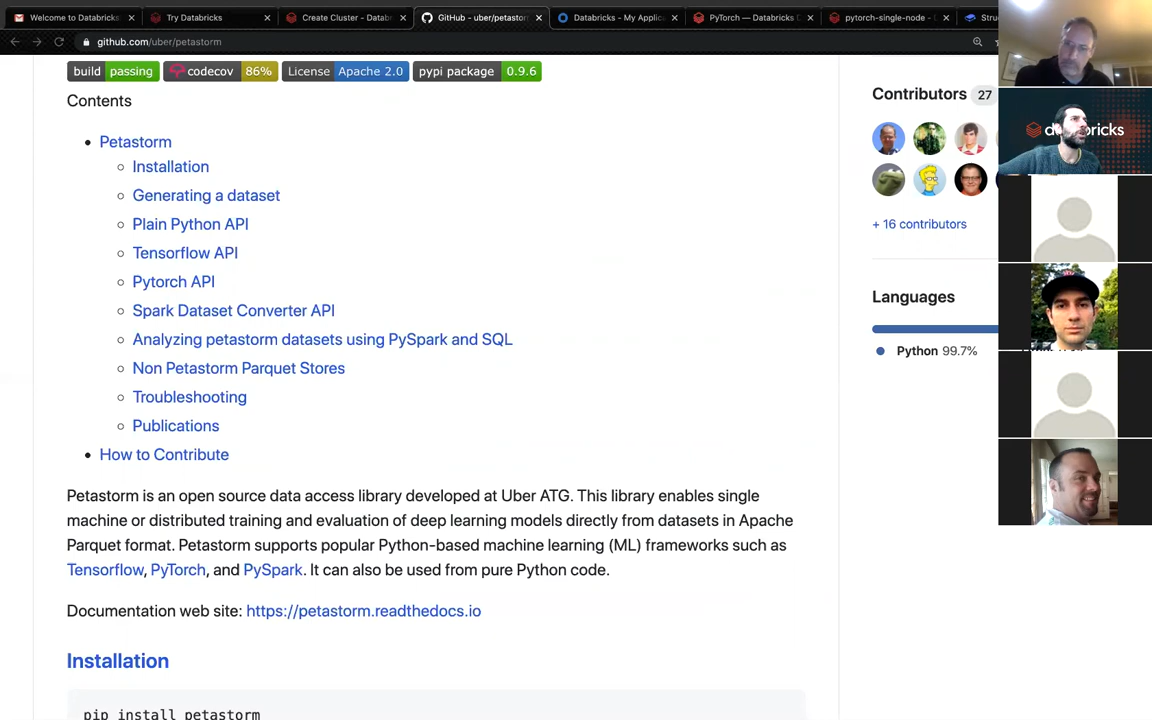 Welcome to Databricks
Try Databricks
Create Cluster - Datab
GitHub - uber/petastor
Databricks - My Applic
PyTorch — Databricks D
pytorch-single-node - D
Stru
github.com/uber/petastorm
build passing codecov 86% License Apache 2.0 pypi package 0.9.6
Contents
Petastorm
Installation
Generating a dataset
Plain Python API
Tensorflow API
Pytorch API
Spark Dataset Converter API
Analyzing petastorm datasets using PySpark and SQL
Non Petastorm Parquet Stores
Troubleshooting
Publications
How to Contribute
Petastorm is an open source data access library developed at Uber ATG. This library enables single
machine or distributed training and evaluation of deep learning models directly from datasets in Apache
Parquet format. Petastorm supports popular Python-based machine learning (ML) frameworks such as
Tensorflow, PyTorch, and PySpark. It can also be used from pure Python code.
Documentation web site: https://petastorm.readthedocs.io
Installation
pip install petastorm
Contributors 27
+ 16 contributors
Languages
Python 99.7%